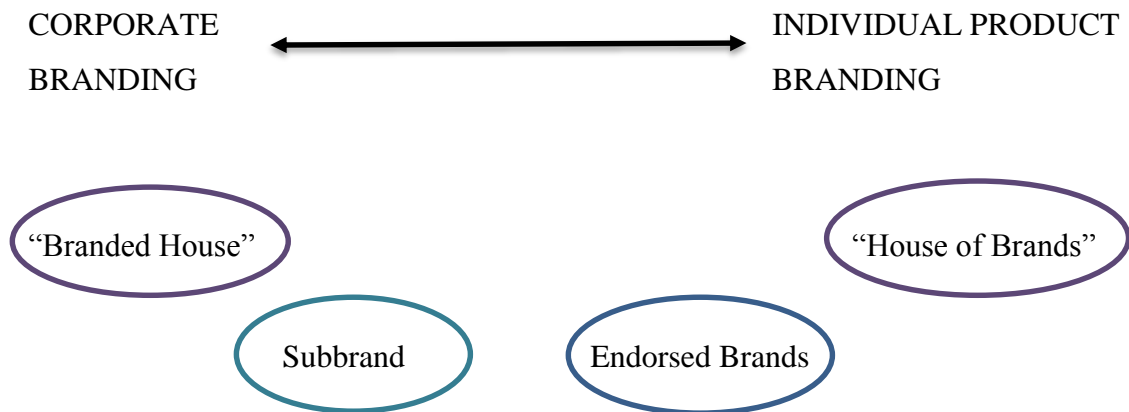 CORPORATE
BRANDING
INDIVIDUAL PRODUCT
BRANDING
“Branded House”
“House of Brands”
Subbrand
Endorsed Brands